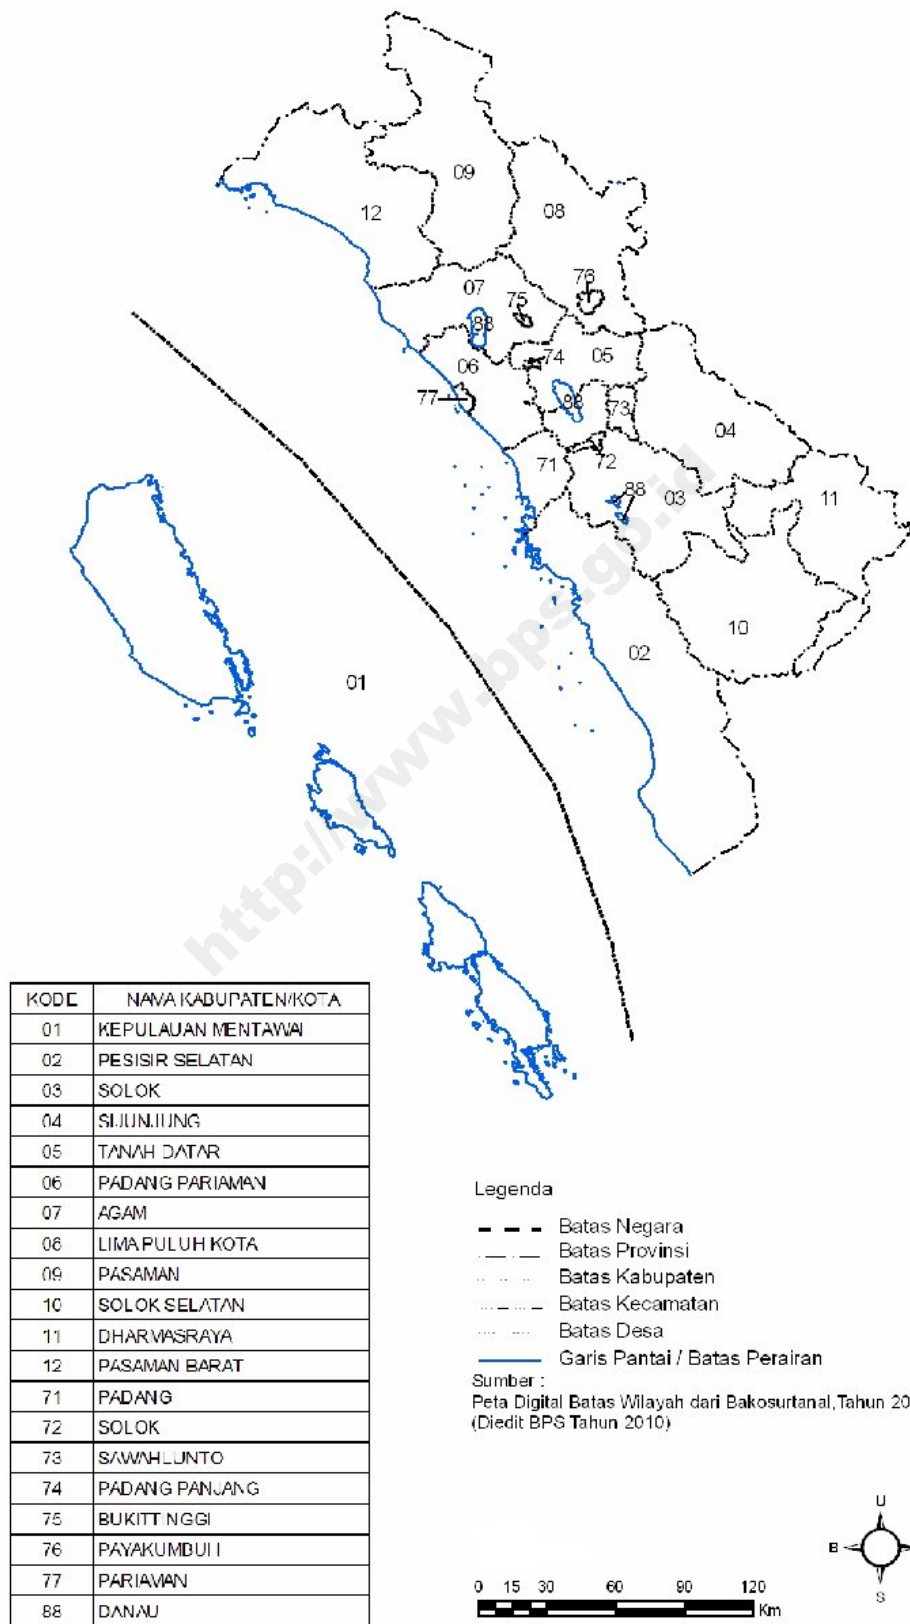 09
12
08
76
07
75
88
74
05
06
88
77
73
04
71
72
88
03
11
10
02
01
http://www.bps.go.id
KODE NAMA KABUPATEN/KOTA
01 KEPULAUAN MENTAWAI
02 PESISIR SELATAN
03 SOLOK
04 SIJUNJUNG
05 TANAH DATAR
06 PADANG PARIAMAN
07 AGAM
08 LIMA PULUH KOTA
09 PASAMAN
10 SOLOK SELATAN
11 DHARMASRAYA
12 PASAMAN BARAT
71 PADANG
72 SOLOK
73 SAWAHLUNTO
74 PADANG PANJANG
75 BUKITTINGGI
76 PAYAKUMBUH
77 PARIAMAN
88 DANAU
Legenda
Batas Negara
Batas Provinsi
Batas Kabupaten
Batas Kecamatan
Batas Desa
Garis Pantai / Batas Perairan
Sumber :
Peta Digital Batas Wilayah dari Bakosurtanal, Tahun 20
(Diedit BPS Tahun 2010)
U
B
S
0 15 30 60 90 120
Km